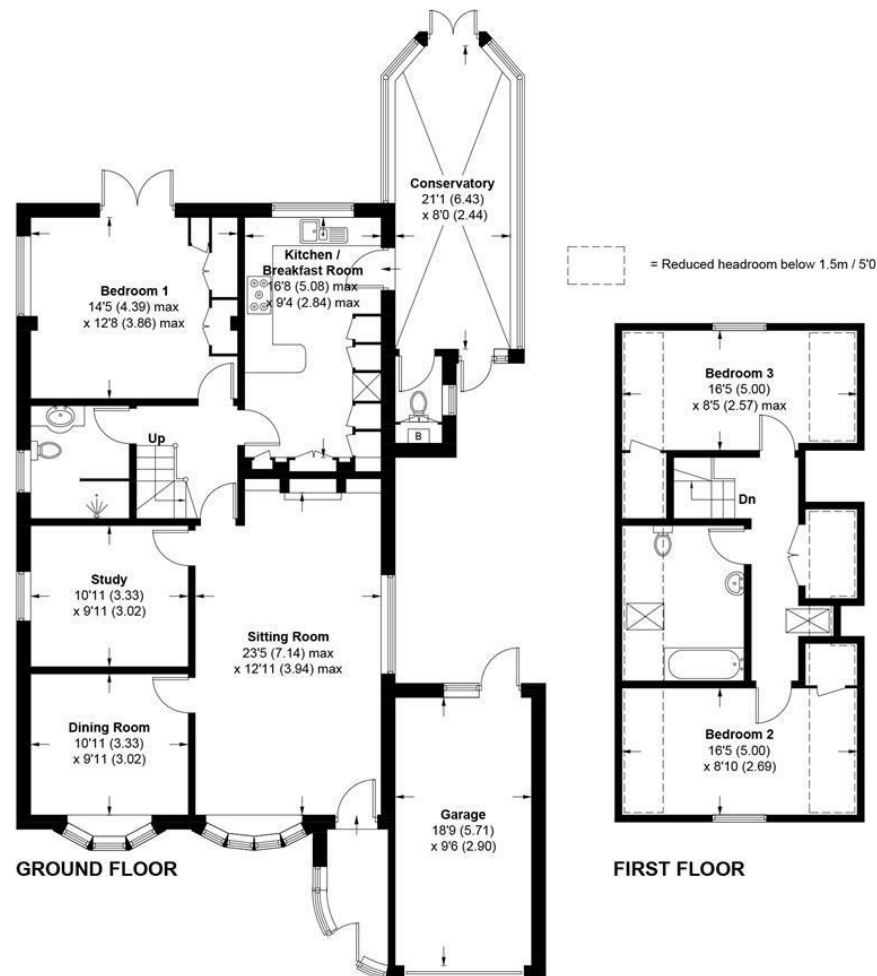 Conservatory
21'1 (6.43)
x 8'0 (2.44)
Kitchen /
Breakfast Room
16'8 (5.08) max
x 9'4 (2.84) max
Bedroom 1
14'5 (4.39) max
x 12'8 (3.86) max
= Reduced headroom below 1.5m / 5'0
Up
B
Study
10'11 (3.33)
x 9'11 (3.02)
Sitting Room
23'5 (7.14) max
x 12'11 (3.94) max
Dining Room
10'11 (3.33)
x 9'11 (3.02)
Garage
18'9 (5.71)
x 9'6 (2.90)
GROUND FLOOR
Bedroom 3
16'5 (5.00)
x 8'5 (2.57) max
Dn
Bedroom 2
16'5 (5.00)
x 8'10 (2.69)
FIRST FLOOR